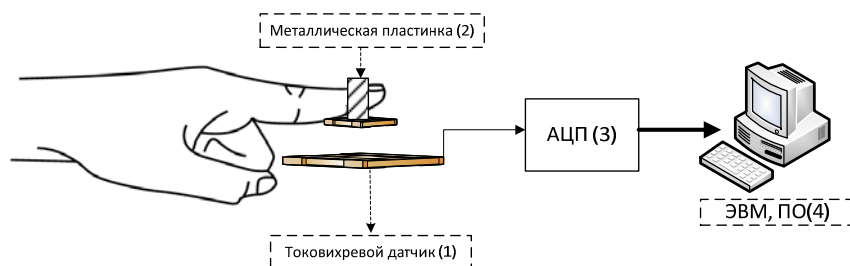 Металлическая пластинка (2)
АЦП (3)
ЭВМ, ПО(4)
Токовихревой датчик (1)